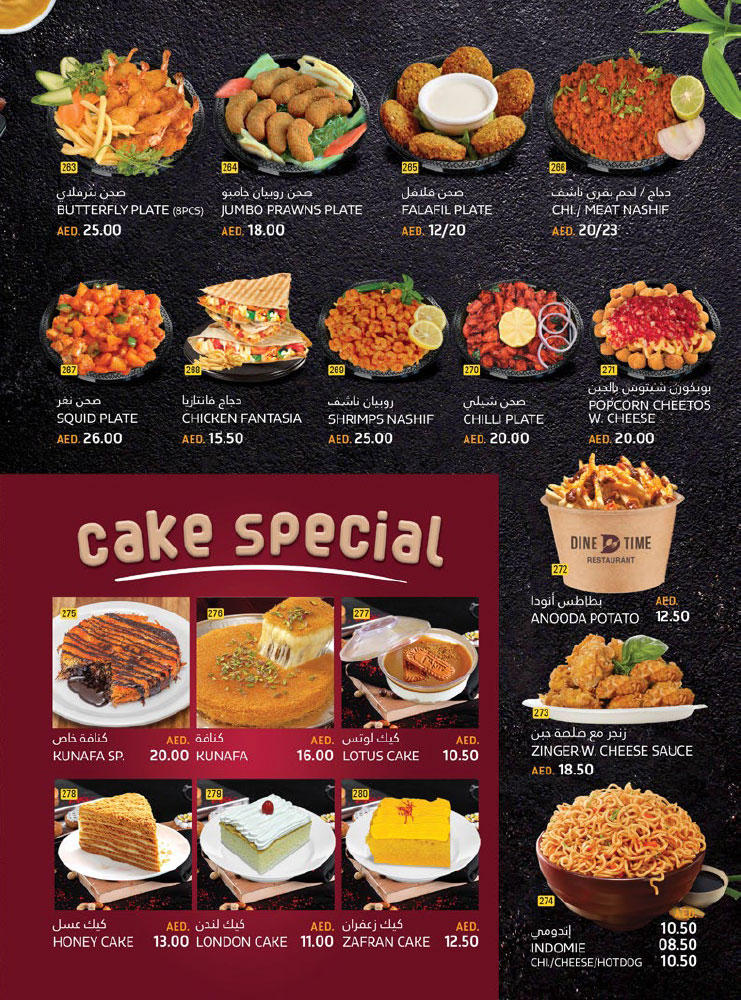 263
صحن بترفلاي
BUTTERFLY PLATE (8PCS)
AED. 25.00
264
صحن روبيان جامبو
JUMBO PRAWNS PLATE
AED. 18.00
265
صحن فلافل
FALAFIL PLATE
AED. 12/20
266
دجاج / لحم بقري ناشف
CHI./ MEAT NASHIF
AED. 20/23
267
صحن نغر
SQUID PLATE
AED. 26.00
268
دجاج فانتازيا
CHICKEN FANTASIA
AED. 15.50
269
روبيان ناشف
SHRIMPS NASHIF
AED. 25.00
270
صحن شيلي
CHILLI PLATE
AED. 20.00
271
بوبكورن شيتوس بالجبن
POPCORN CHEETOS
W. CHEESE
AED. 20.00
DINE D TIME
RESTAURANT
272
بطاطس أنودا
AED.
ANOODA POTATO 12.50
273
زنجر مع صلصة جبن
ZINGER W. CHEESE SAUCE
AED. 18.50
274
إندومي
INDOMIE
CHI./CHEESE/HOTDOG
AED.
10.50
08.50
10.50
cake special
275
كنافة خاص
AED.
KUNAFA SP. 20.00
276
كنافة
AED.
KUNAFA 16.00
277
كيك لوتس
AED.
LOTUS CAKE 10.50
278
كيك عسل
AED.
HONEY CAKE 13.00
279
كيك لندن
AED.
LONDON CAKE 11.00
280
كيك زعفران
AED.
ZAFRAN CAKE 12.50